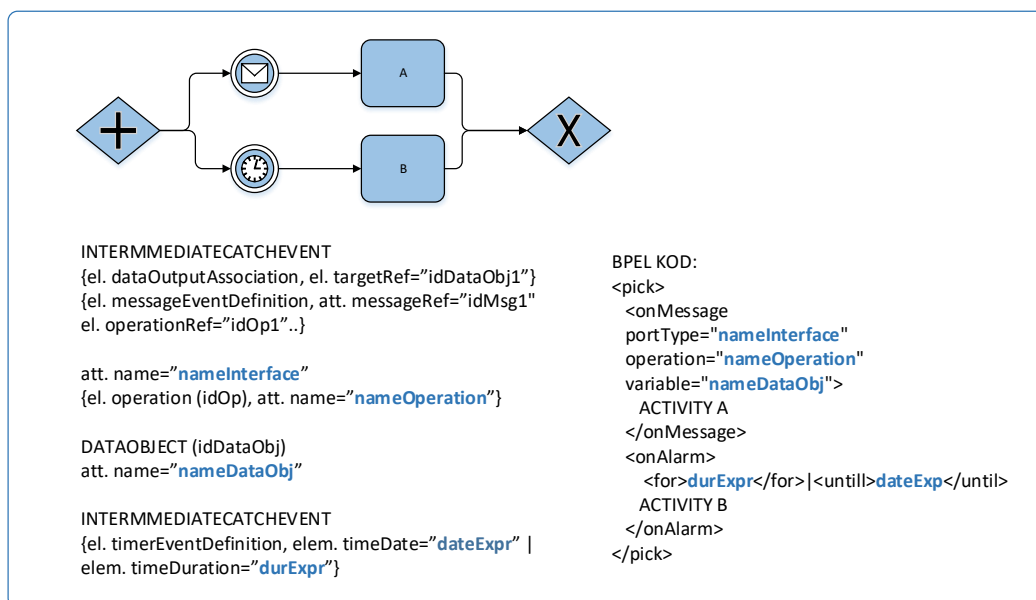 A
B
X
INTERMMEDIATECATCHEVENT
{el. dataOutputAssociation, el. targetRef=”idDataObj1”}
{el. messageEventDefinition, att. messageRef=”idMsg1"
el. operationRef=”idOp1”..}
att. name=”nameInterface”
{el. operation (idOp), att. name=”nameOperation”}
DATAOBJECT (idDataObj)
att. name=”nameDataObj”
INTERMMEDIATECATCHEVENT
{el. timerEventDefinition, elem. timeDate=”dateExpr” |
elem. timeDuration=”durExpr”}
BPEL KOD:
<pick>
<onMessage
portType="nameInterface"
operation="nameOperation"
variable="nameDataObj">
ACTIVITY A
</onMessage>
<onAlarm>
<for>durExpr</for>|<untill>dateExp</until>
ACTIVITY B
</onAlarm>
</pick>